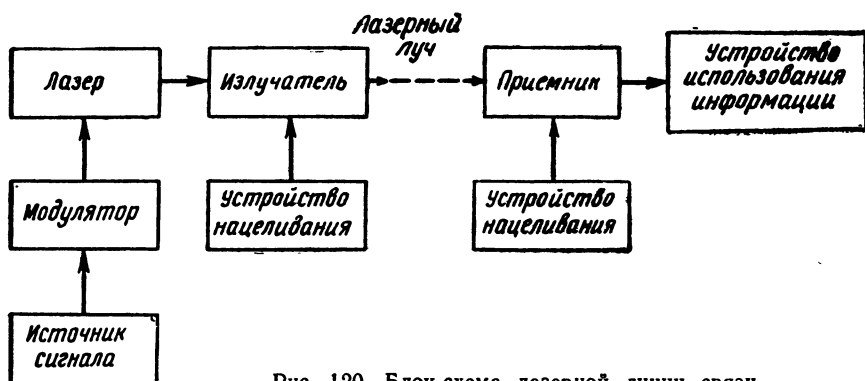 Лазерный
луч
Лазер
Излучатель
Приемник
Устройство
использования
информации
Модулятор
Устройство
нацеливания
Устройство
нацеливания
Источник
сигнала
Рис. 120. Блок-схема лазерной линии связи